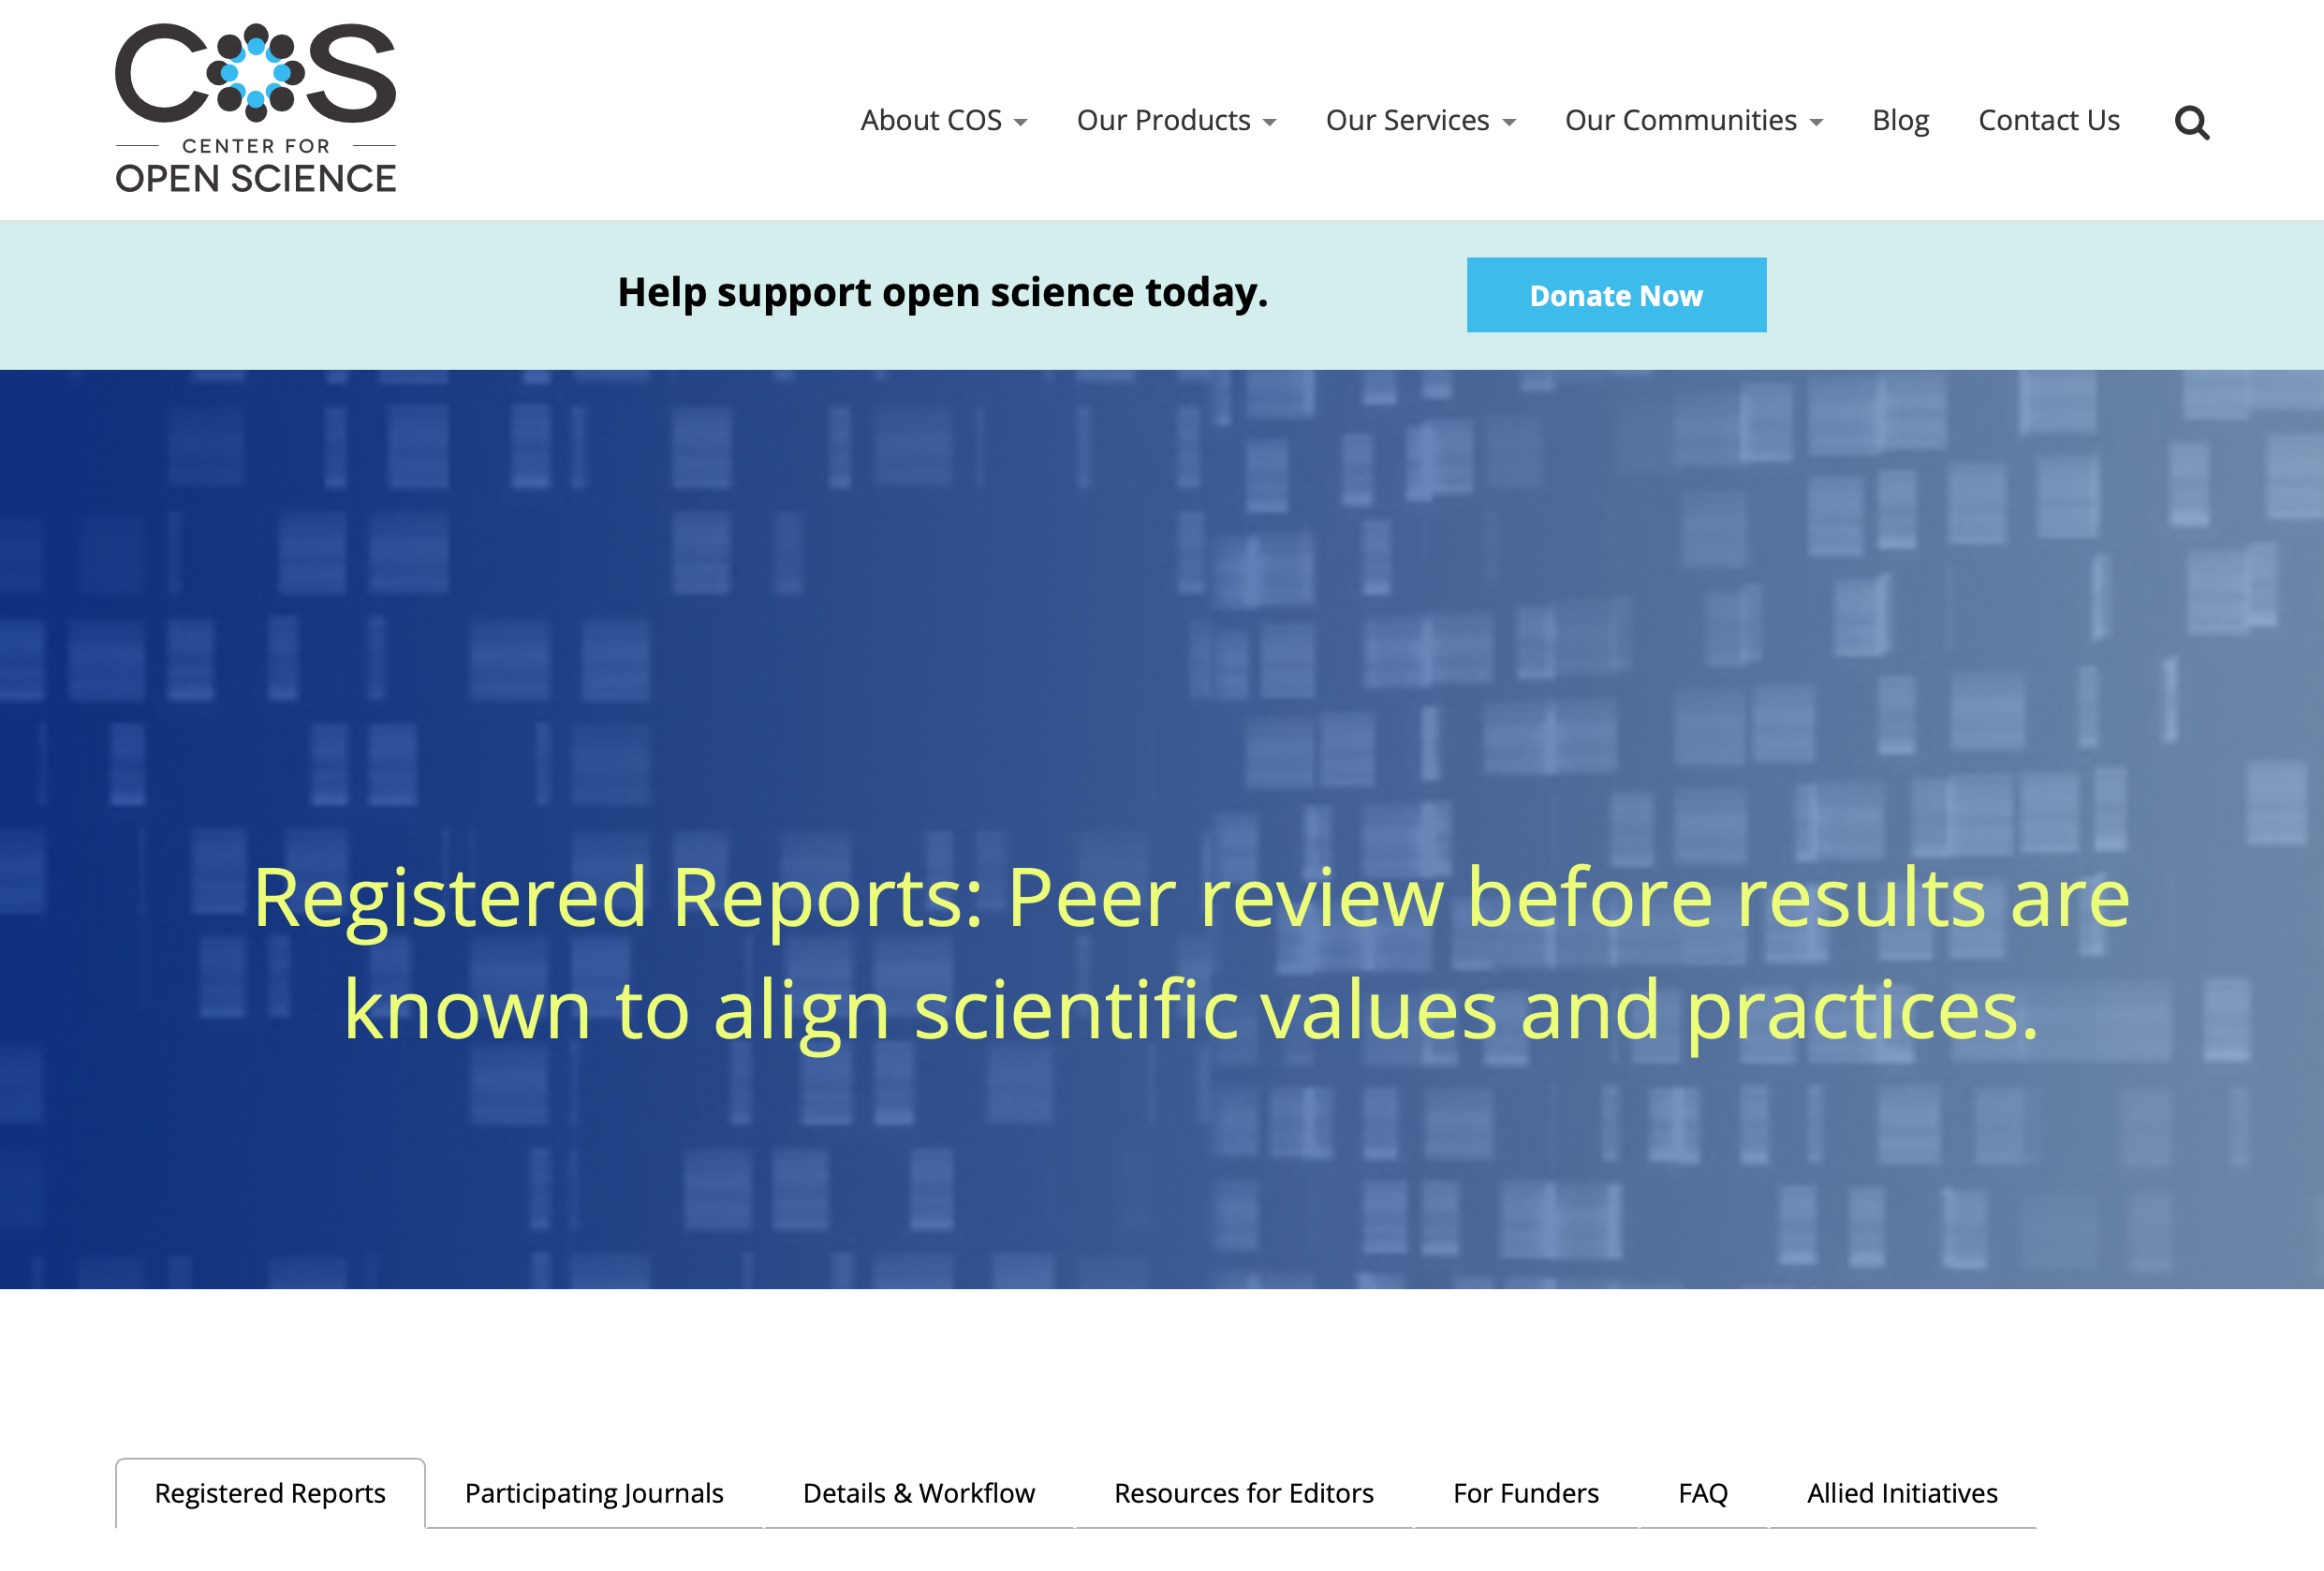 COS
CENTER FOR
OPEN SCIENCE
About COS
Our Products
Our Services
Our Communities
Blog
Contact Us
Help support open science today.
Donate Now
Registered Reports: Peer review before results are
known to align scientific values and practices.
Registered Reports
Participating Journals
Details & Workflow
Resources for Editors
For Funders
FAQ
Allied Initiatives